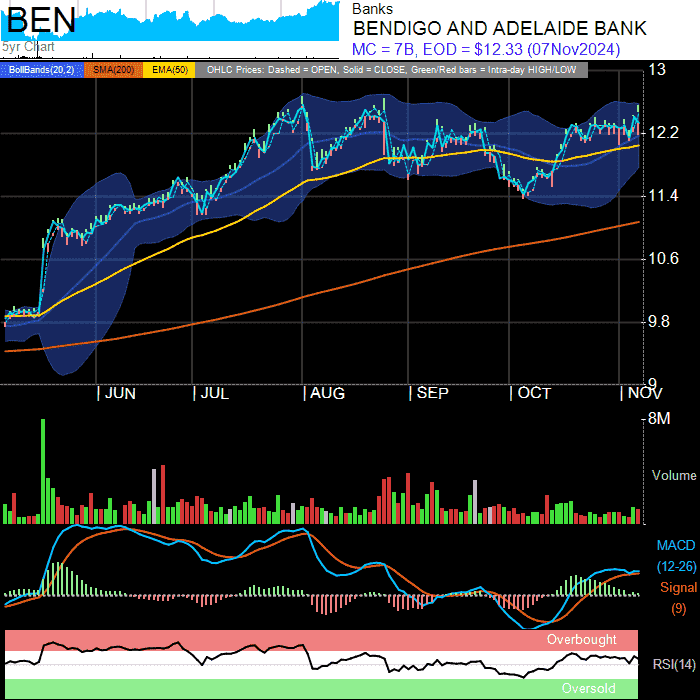 BEN
5yr Chart
Banks
BENDIGO AND ADELAIDE BANK
MC = 7B, EOD = $12.33 (07Nov2024)
BollBands(20,2) SMA(200) EMA(50) OHLC Prices: Dashed = OPEN, Solid = CLOSE, Green/Red bars = Intra-day HIGH/LOW
13
12.2
11.4
10.6
9.8
9
JUN JUL AUG SEP OCT NOV
8M
Volume
MACD
(12-26)
Signal
(9)
Overbought
RSI(14)
Oversold